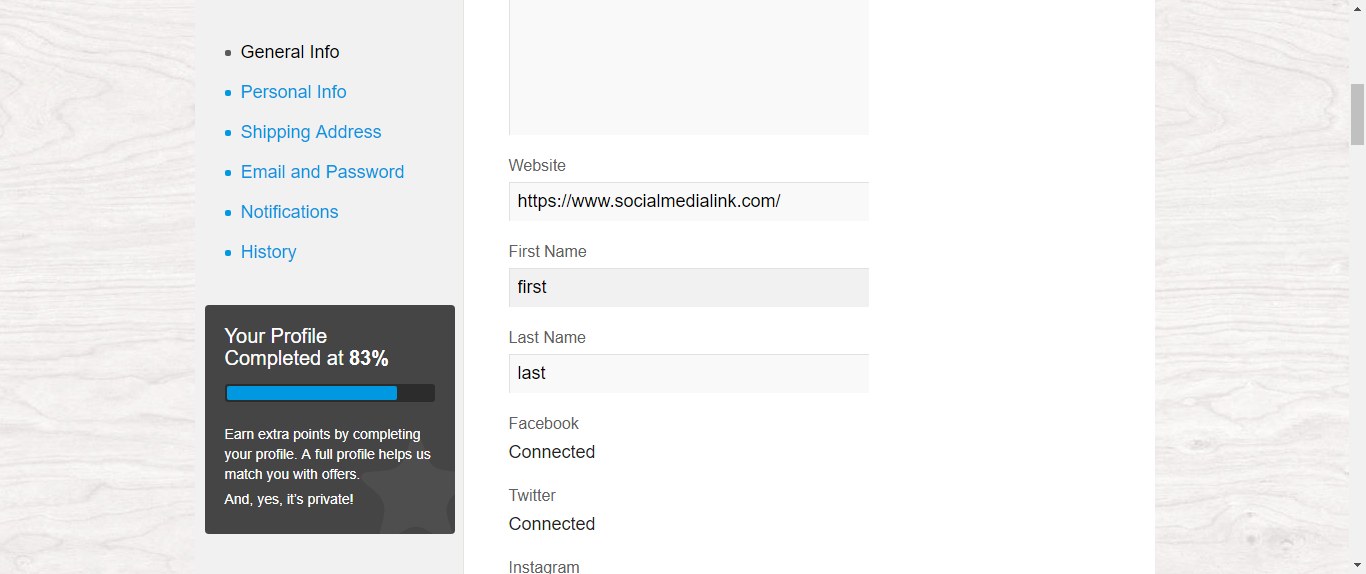 General Info
Personal Info
Shipping Address
Email and Password
Notifications
History
Your Profile
Completed at 83%
Earn extra points by completing
your profile. A full profile helps us
match you with offers.
And, yes, it's private!
Website
https://www.socialmedialink.com/
First Name
first
Last Name
last
Facebook
Connected
Twitter
Connected
Instagram